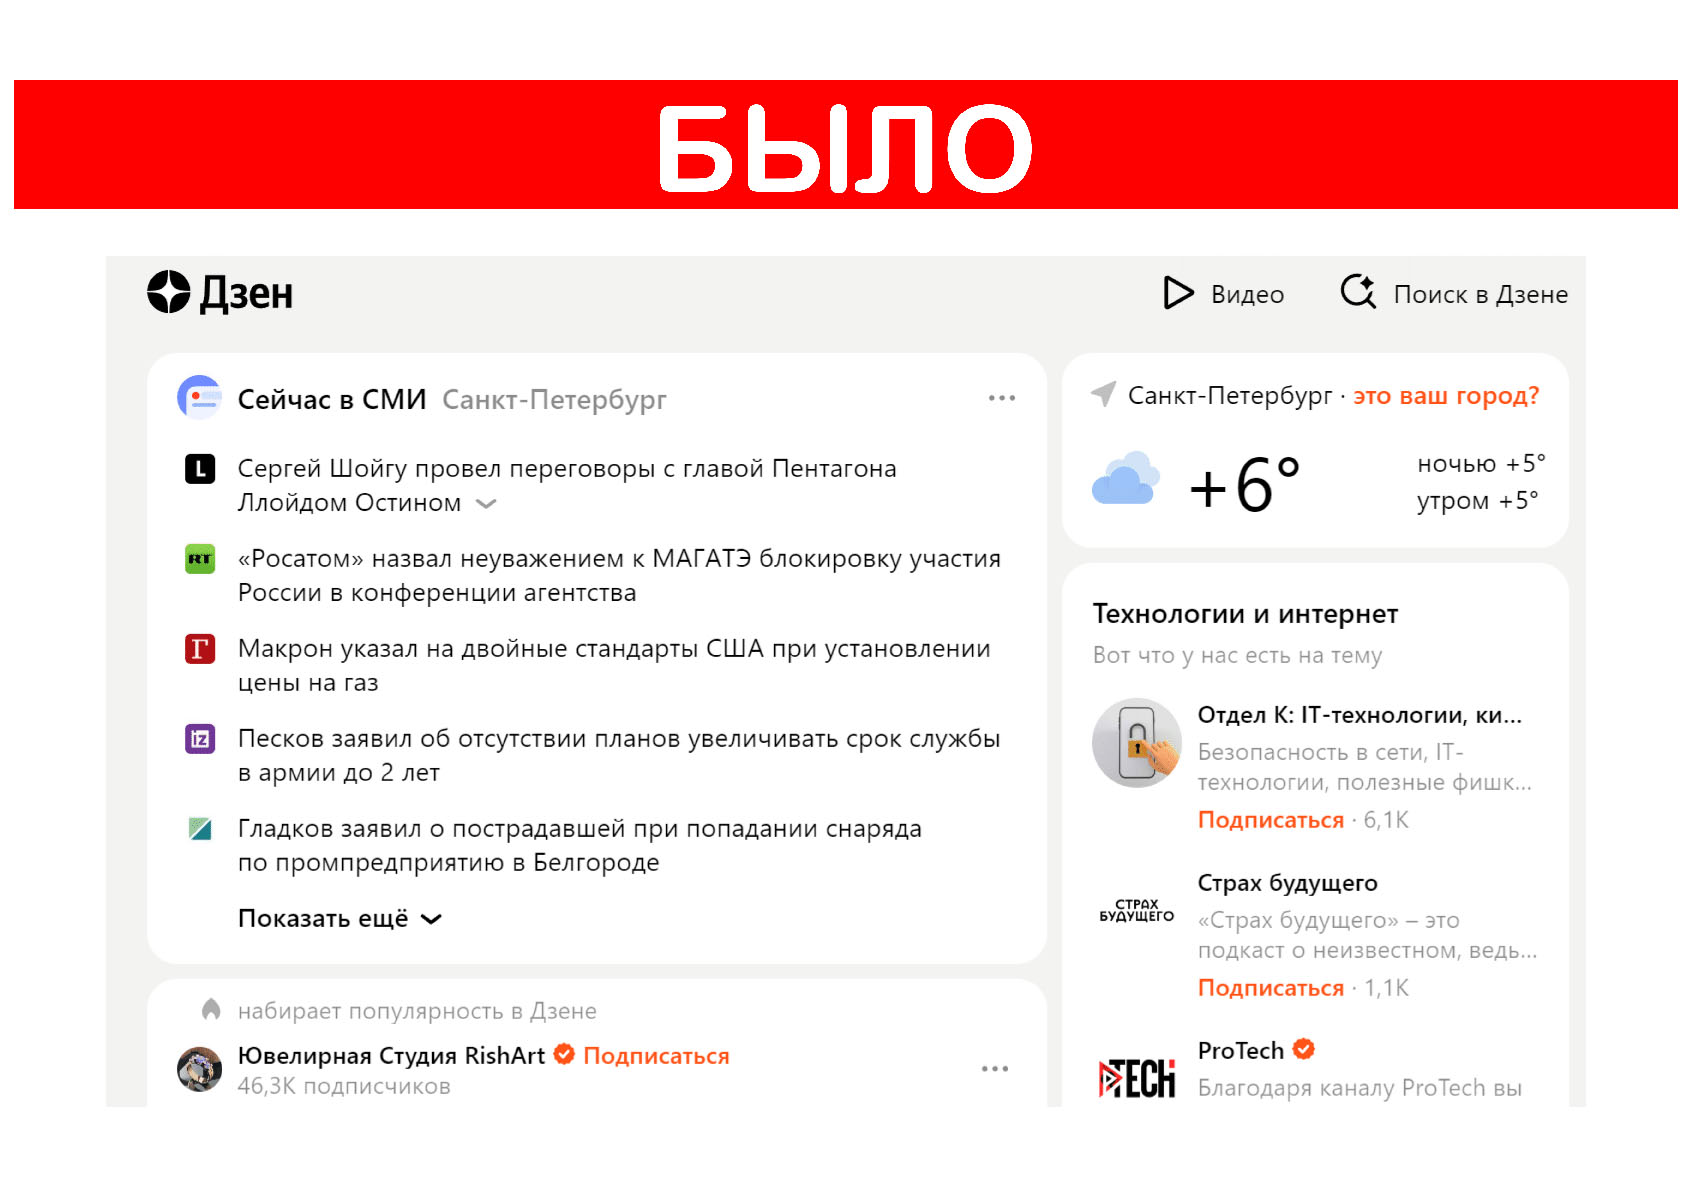 БЫЛО
Дзен
Видео
Поиск в Дзене
Сейчас в СМИ Санкт-Петербург
L
Сергей Шойгу провел переговоры с главой Пентагона
Ллойдом Остином
RT
«Росатом» назвал неуважением к МАГАТЭ блокировку участия
России в конференции агентства
Г
Макрон указал на двойные стандарты США при установлении
цены на газ
iz
Песков заявил об отсутствии планов увеличивать срок службы
в армии до 2 лет
Гладков заявил о пострадавшей при попадании снаряда
по промпредприятию в Белгороде
Показать ещё
набирает популярность в Дзене
Ювелирная Студия RishArt Подписаться
46,3К подписчиков
Санкт-Петербург · это ваш город?
+6°
ночью +5°
утром +5°
Технологии и интернет
Вот что у нас есть на тему
Отдел К: IT-технологии, ки...
Безопасность в сети, IT-
технологии, полезные фишк...
Подписаться · 6,1К
СТРАХ
БУДУЩЕГО
Страх будущего
«Страх будущего» – это
подкаст о неизвестном, ведь...
Подписаться · 1,1К
PTECH
ProTech
Благодаря каналу ProTech вы